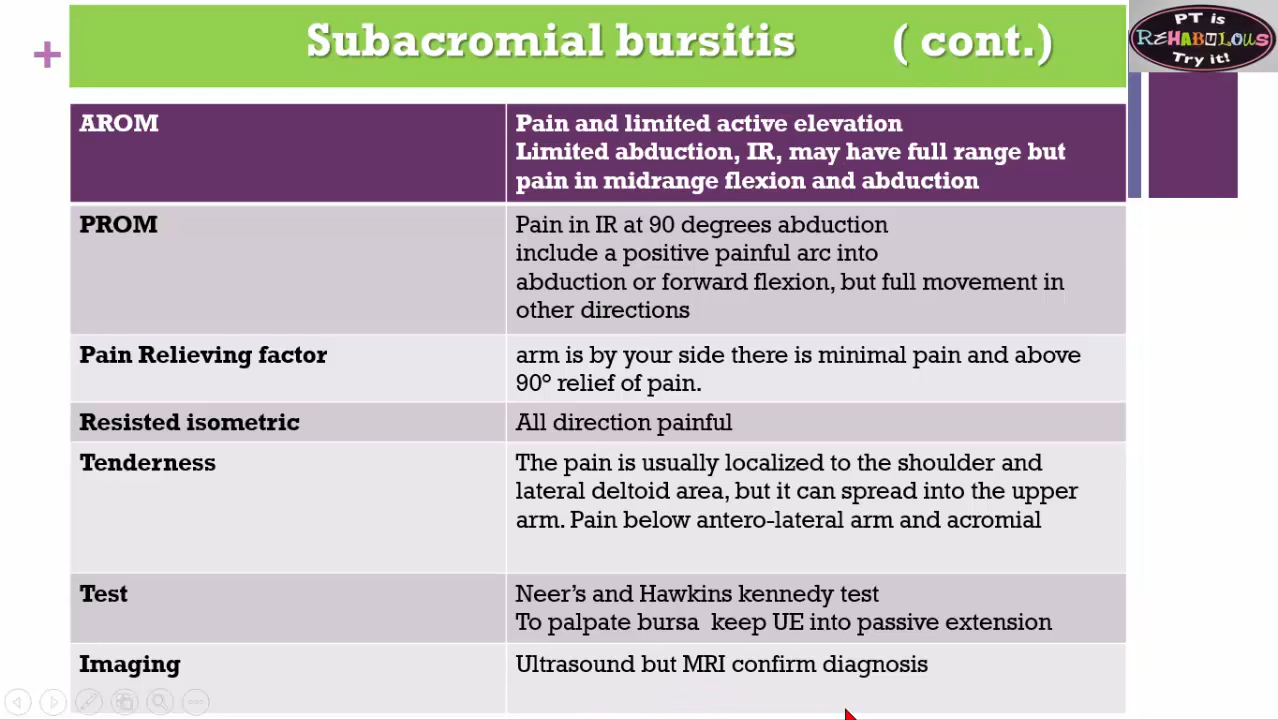 Subacromial bursitis ( cont.)
PT is
REHABULOUS
Try it!
+
AROM
Pain and limited active elevation
Limited abduction, IR, may have full range but
pain in midrange flexion and abduction
PROM
Pain in IR at 90 degrees abduction
include a positive painful arc into
abduction or forward flexion, but full movement in
other directions
Pain Relieving factor
arm is by your side there is minimal pain and above
90° relief of pain.
Resisted isometric
All direction painful
Tenderness
The pain is usually localized to the shoulder and
lateral deltoid area, but it can spread into the upper
arm. Pain below antero-lateral arm and acromial
Test
Neer’s and Hawkins kennedy test
To palpate bursa keep UE into passive extension
Imaging
Ultrasound but MRI confirm diagnosis